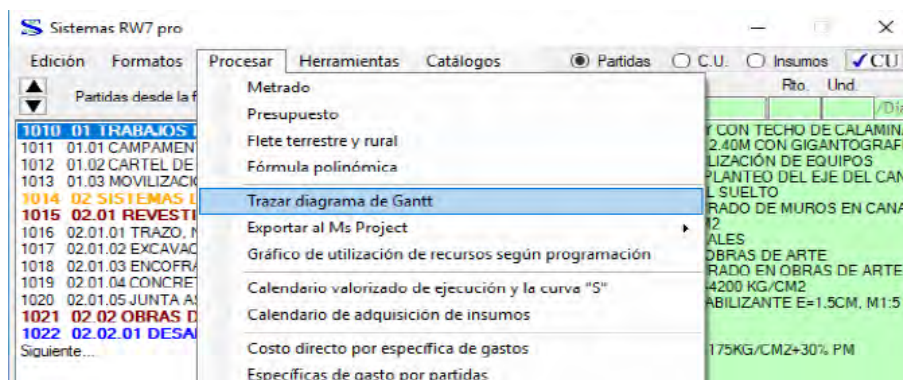 Sistemas RW7 pro
Edición Formatos Procesar Herramientas Catálogos Partidas C.U. Insumos ✓CU
Partidas desde la f Rto. Und.
/Día
Metrado
Presupuesto
Flete terrestre y rural
Fórmula polinómica
Trazar diagrama de Gantt
Exportar al Ms Project
Gráfico de utilización de recursos según programación
Calendario valorizado de ejecución y la curva "S"
Calendario de adquisición de insumos
Costo directo por específica de gastos
Específicas de gasto por partidas
1010 01 TRABAJOS
1011 01.01 CAMPAMEN
1012 01.02 CARTEL DE
1013 01.03 MOVILIZACI
1014 02 SISTEMAS
1015 02.01 REVESTI
1016 02.01.01 TRAZO,
1017 02.01.02 EXCAVAC
1018 02.01.03 ENCOFR
1019 02.01.04 CONCRE
1020 02.01.05 JUNTA A
1021 02.02 OBRAS D
1022 02.02.01 DESA
Siguiente...
Y CON TECHO DE CALAMIN
2.40M CON GIGANTOGRAF
LIZACIÓN DE EQUIPOS
PLANTEO DEL EJE DEL CAN
L SUELTO
RADO DE MUROS EN CANA
12
ALES
OBRAS DE ARTE
RADO EN OBRAS DE ARTE
4200 KG/CM2
ABILIZANTE E=1.5CM, M1:5
175KG/CM2+30% PM